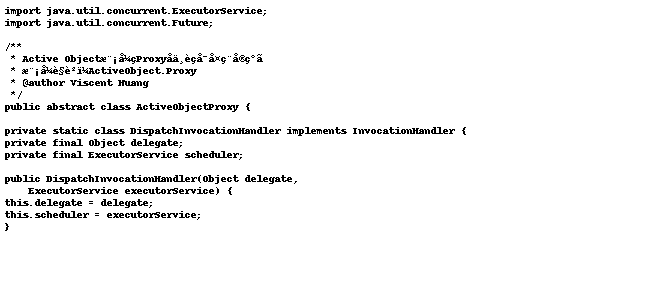 import java.util.concurrent.ExecutorService;
import java.util.concurrent.Future;
/**
* Active Objectæ¨¡å¼çProxyåä¸èçå¯å¤ç¨å®ç°ã
* æ¨¡å¼è§è²ï¼ActiveObject.Proxy
* @author Viscent Huang
*/
public abstract class ActiveObjectProxy {
private static class DispatchInvocationHandler implements InvocationHandler {
private final Object delegate;
private final ExecutorService scheduler;
public DispatchInvocationHandler(Object delegate,
ExecutorService executorService) {
this.delegate = delegate;
this.scheduler = executorService;
}